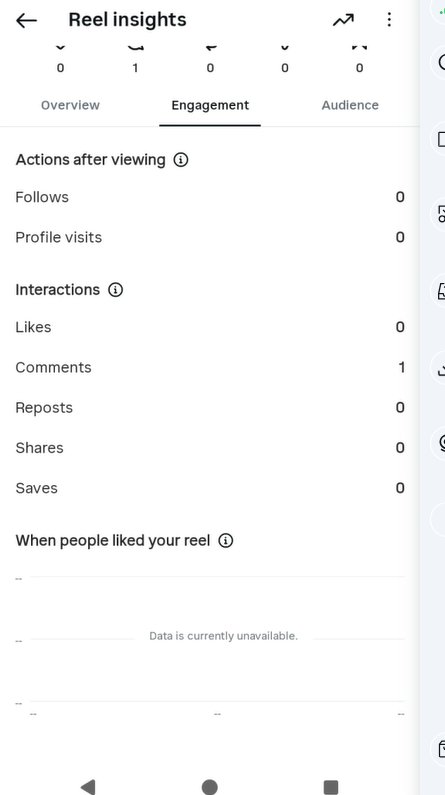 Reel insights
0 1 0 0 0
Overview Engagement Audience
Actions after viewing
Follows 0
Profile visits 0
Interactions
Likes 0
Comments 1
Reposts 0
Shares 0
Saves 0
When people liked your reel
--
Data is currently unavailable.
--
--
-- -- --